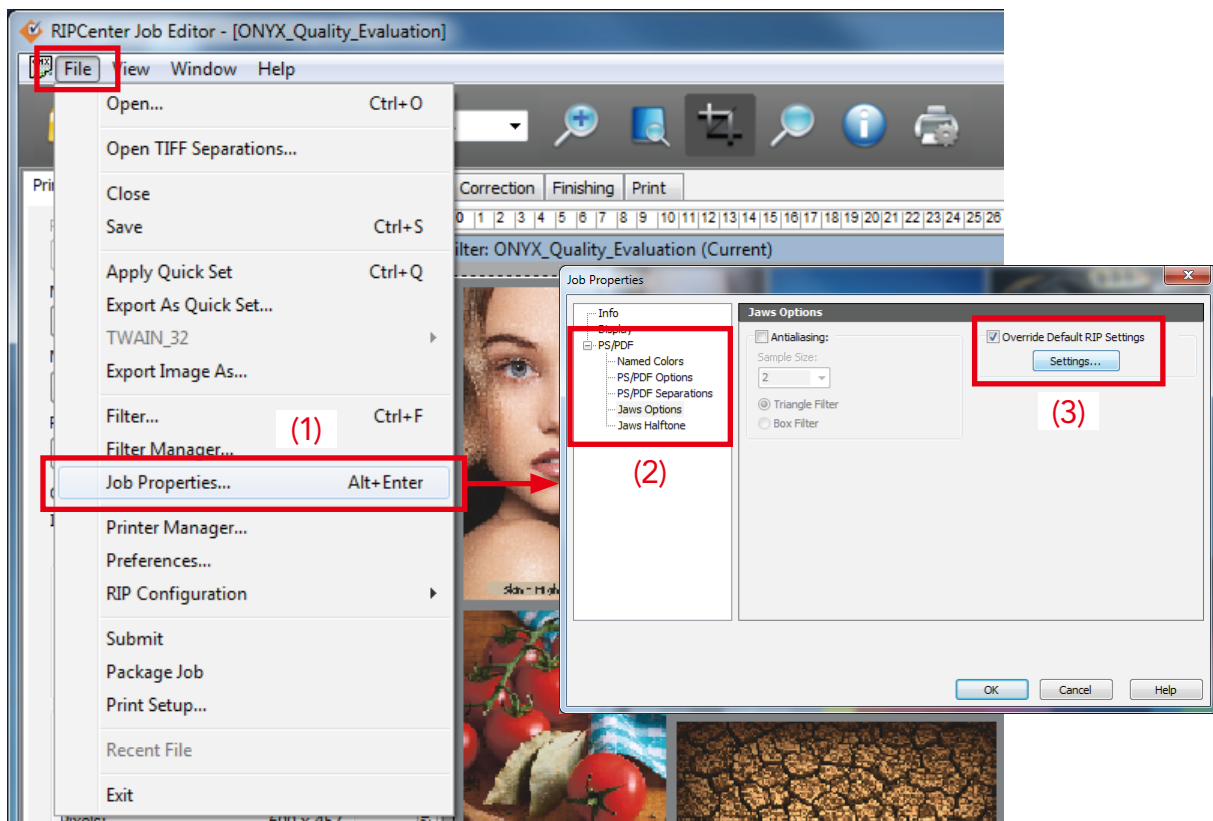 RIPCenter Job Editor - [ONYX_Quality_Evaluation]
File View Window Help
Open... Ctrl+O
Open TIFF Separations...
Close
Save Ctrl+S
Apply Quick Set Ctrl+Q
Export As Quick Set...
TWAIN_32
Export Image As...
Filter... Ctrl+F
(1)
Filter Manager...
Job Properties... Alt+Enter
Printer Manager...
Preferences...
RIP Configuration
Submit
Package Job
Print Setup...
Recent File
Exit
Correction Finishing Print
0 1 2 3 4 5 6 7 8 9 10 11 12 13 14 15 16 17 18 19 20 21 22 23 24 25 26
ilter: ONYX_Quality_Evaluation (Current)
Job Properties
Info
Display
PS/PDF
Named Colors
PS/PDF Options
PS/PDF Separations
Jaws Options
Jaws Halftone
(2)
Jaws Options
Antialiasing:
Sample Size:
2
Triangle Filter
Box Filter
Override Default RIP Settings
Settings...
(3)
OK Cancel Help